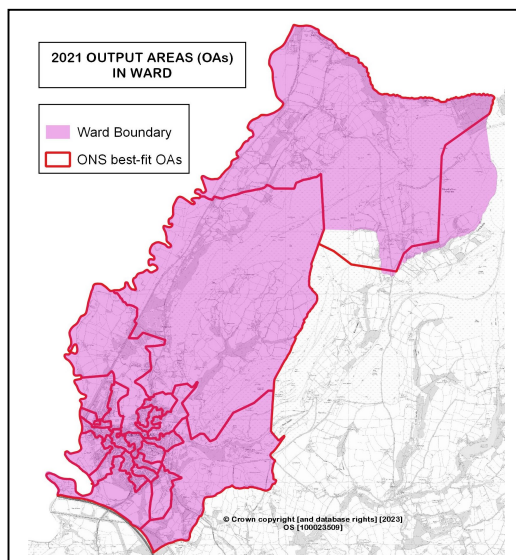 2021 OUTPUT AREAS (OAs)
IN WARD
Ward Boundary
ONS best-fit OAs
© Crown copyright [and database rights] [2023]
OS [100023509]